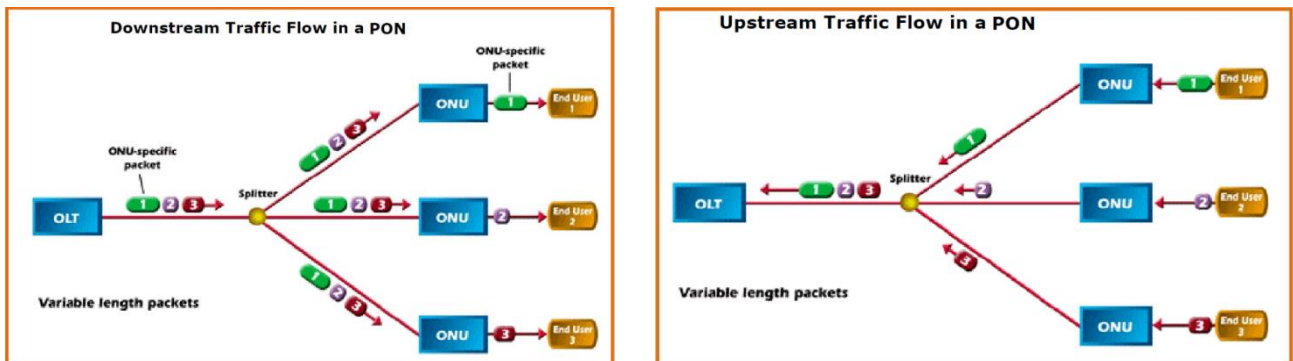 Downstream Traffic Flow in a PON
ONU-specific
packet
ONU
1
End User
1
1 2 3
ONU-specific
packet
1 2 3
Splitter
1 2 3
OLT
ONU
2
End User
2
1 2 3
Variable length packets
ONU
3
End User
3
Upstream Traffic Flow in a PON
ONU
1
End User
1
1
Splitter
1 2 3
2
OLT
ONU
2
End User
2
3
Variable length packets
ONU
3
End User
3